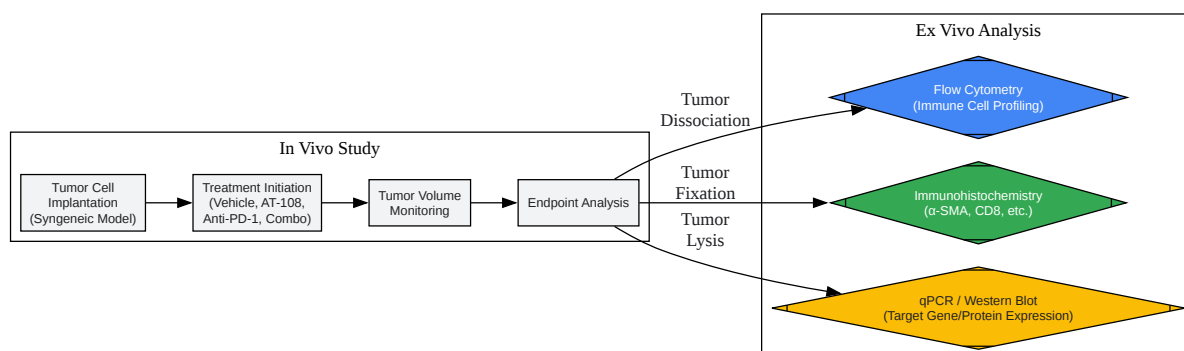 In Vivo Study
Tumor Cell
Implantation
(Syngeneic Model)
Treatment Initiation
(Vehicle, AT-108,
Anti-PD-1, Combo)
Tumor Volume
Monitoring
Endpoint Analysis
Tumor
Dissociation
Tumor
Fixation
Tumor
Lysis
Ex Vivo Analysis
Flow Cytometry
(Immune Cell Profiling)
Immunohistochemistry
(α-SMA, CD8, etc.)
qPCR / Western Blot
(Target Gene/Protein Expression)